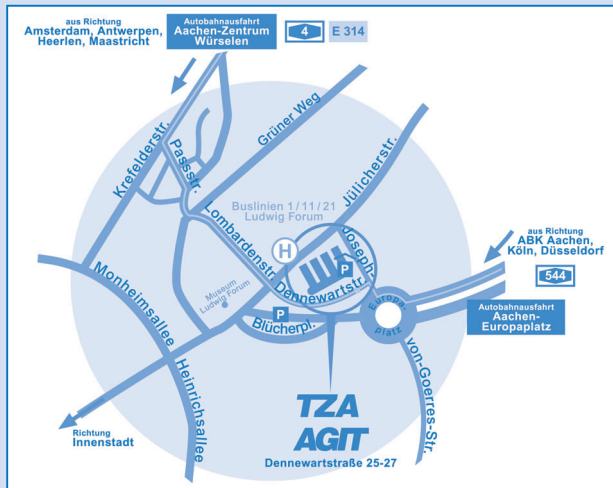 aus Richtung
Amsterdam, Antwerpen,
Heerlen, Maastricht
Autobahnausfahrt
Aachen-Zentrum
Würselen
4
E 314
Krefelderstr.
Passstr.
Grüner Weg
Jülicherstr.
Buslinien 1/11/21
Ludwig Forum
Lombardenstr.
H
Joseph-
P
Dennewartstr.
aus Richtung
ABK Aachen,
Köln, Düsseldorf
544
Autobahnausfahrt
Aachen-
Europaplatz
Monheimsallee
Museum
Ludwig Forum
P
Blücherpl.
Europa-
platz
Heinrichsallee
von-Goerres-Str.
TZA
AGIT
Dennewartstraße 25-27
Richtung
Innenstadt